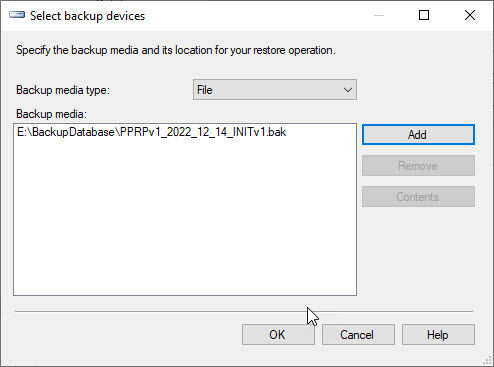 Select backup devices
Specify the backup media and its location for your restore operation.
Backup media type:
File
Backup media:
E:\BackupDatabase\PPRPv1_2022_12_14_INITv1.bak
Add
Remove
Contents
OK
Cancel
Help